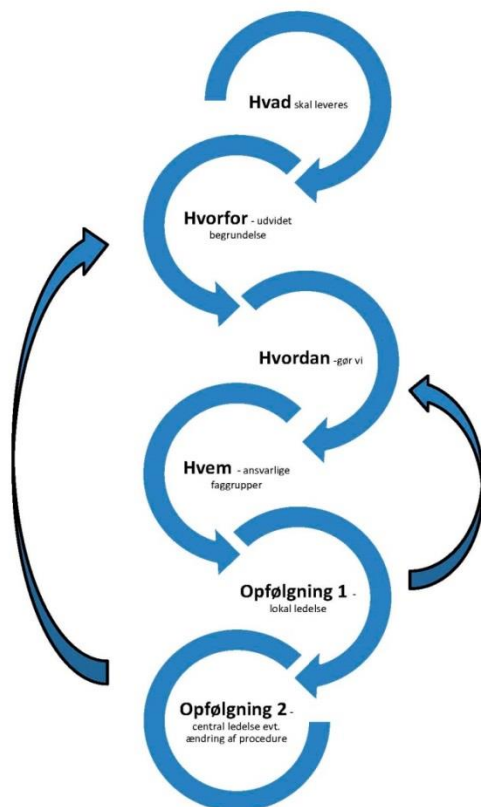 Hvad skal leveres
Hvorfor - udvidet
begrundelse
Hvordan -gør vi
Hvem - ansvarlige
faggrupper
Opfølgning 1 -
lokal ledelse
Opfølgning 2 -
central ledelse evt.
ændring af procedure